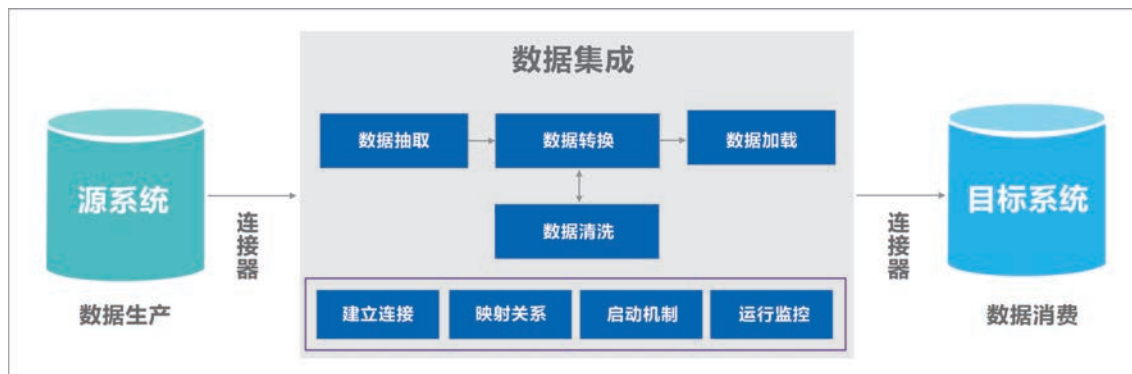 数据集成
数据抽取
数据转换
数据加载
源系统
目标系统
连接器
连接器
数据清洗
建立连接
映射关系
启动机制
运行监控
数据生产
数据消费